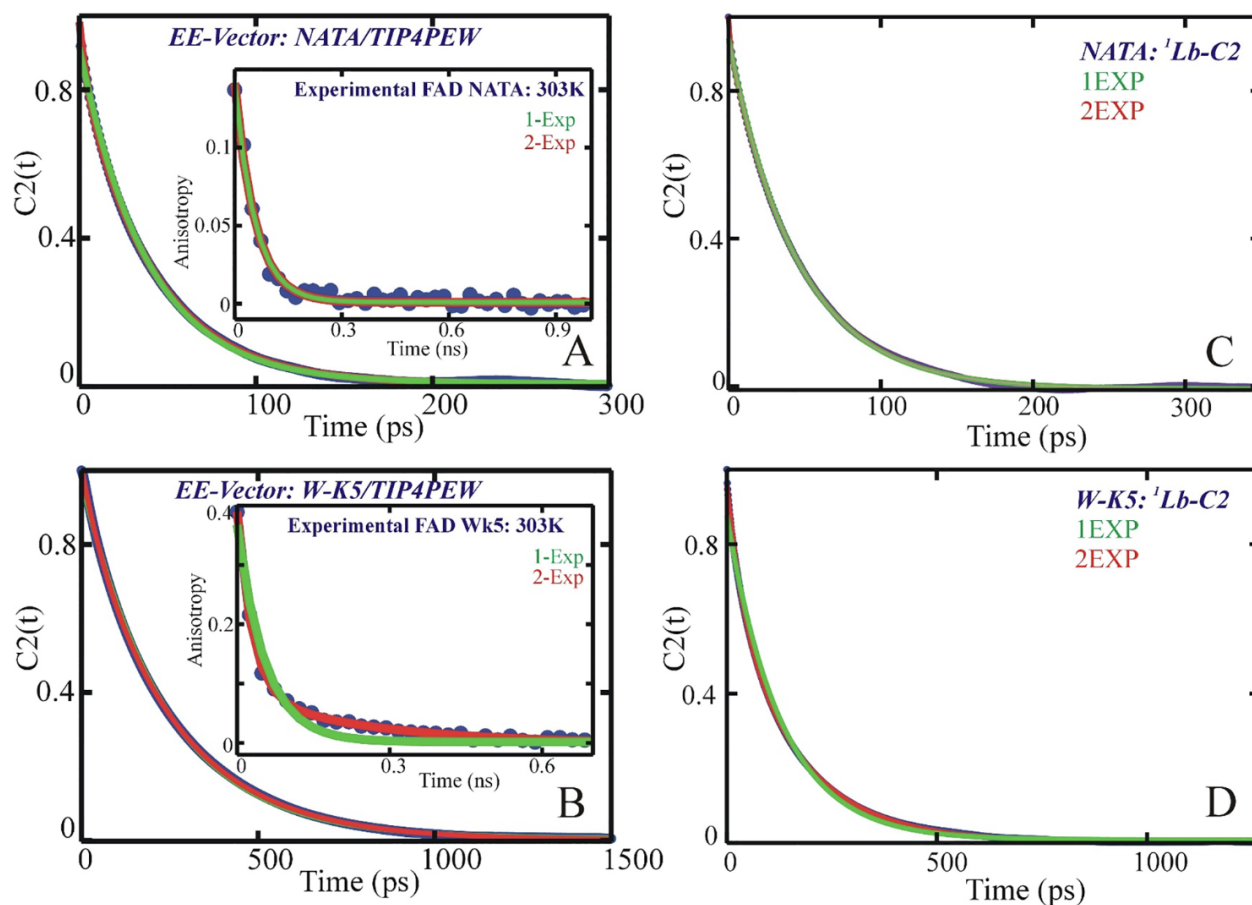 EE-Vector: NATA/TIP4PEW
Experimental FAD NATA: 303K
1-Exp
2-Exp
0.1
0.05
0
Anisotropy
0 0.3 0.6 0.9
Time (ns)
A
0.8
0.4
0
C2(t)
0 100 200 300
Time (ps)
NATA: ¹Lb-C2
1EXP
2EXP
C
0.8
0.4
0
C2(t)
0 100 200 300
Time (ps)
EE-Vector: W-K5/TIP4PEW
Experimental FAD Wk5: 303K
1-Exp
2-Exp
0.4
0.2
0
Anisotropy
0 0.3 0.6
Time (ns)
B
0.8
0.4
0
C2(t)
0 500 1000 1500
Time (ps)
W-K5: ¹Lb-C2
1EXP
2EXP
D
0.8
0.4
0
C2(t)
0 500 1000
Time (ps)